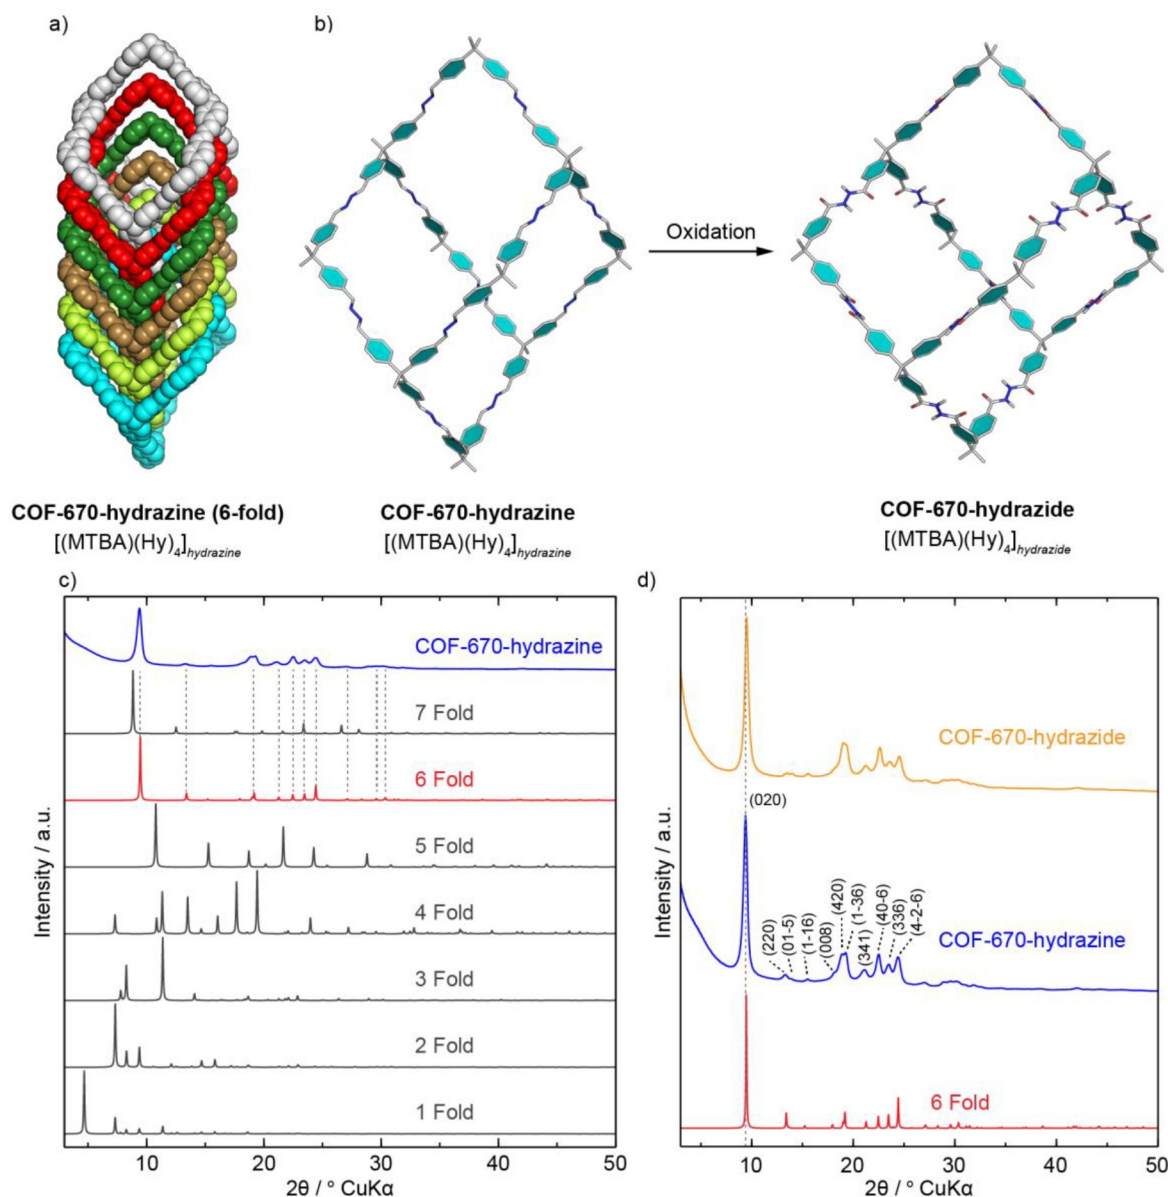 a)
b)
Oxidation
COF-670-hydrazine (6-fold)
[(MTBA)(Hy)4]hydrazine
COF-670-hydrazine
[(MTBA)(Hy)4]hydrazine
COF-670-hydrazide
[(MTBA)(Hy)4]hydrazide
c)
COF-670-hydrazine
7 Fold
6 Fold
5 Fold
4 Fold
3 Fold
2 Fold
1 Fold
Intensity / a.u.
10
20
30
40
50
2θ / ° CuKα
d)
COF-670-hydrazide
(020)
(220)
(01-5)
(1-16)
(008)
(420)
(1-36)
(341)
(40-6)
(336)
(4-2-6)
COF-670-hydrazine
6 Fold
Intensity / a.u.
10
20
30
40
50
2θ / ° CuKα